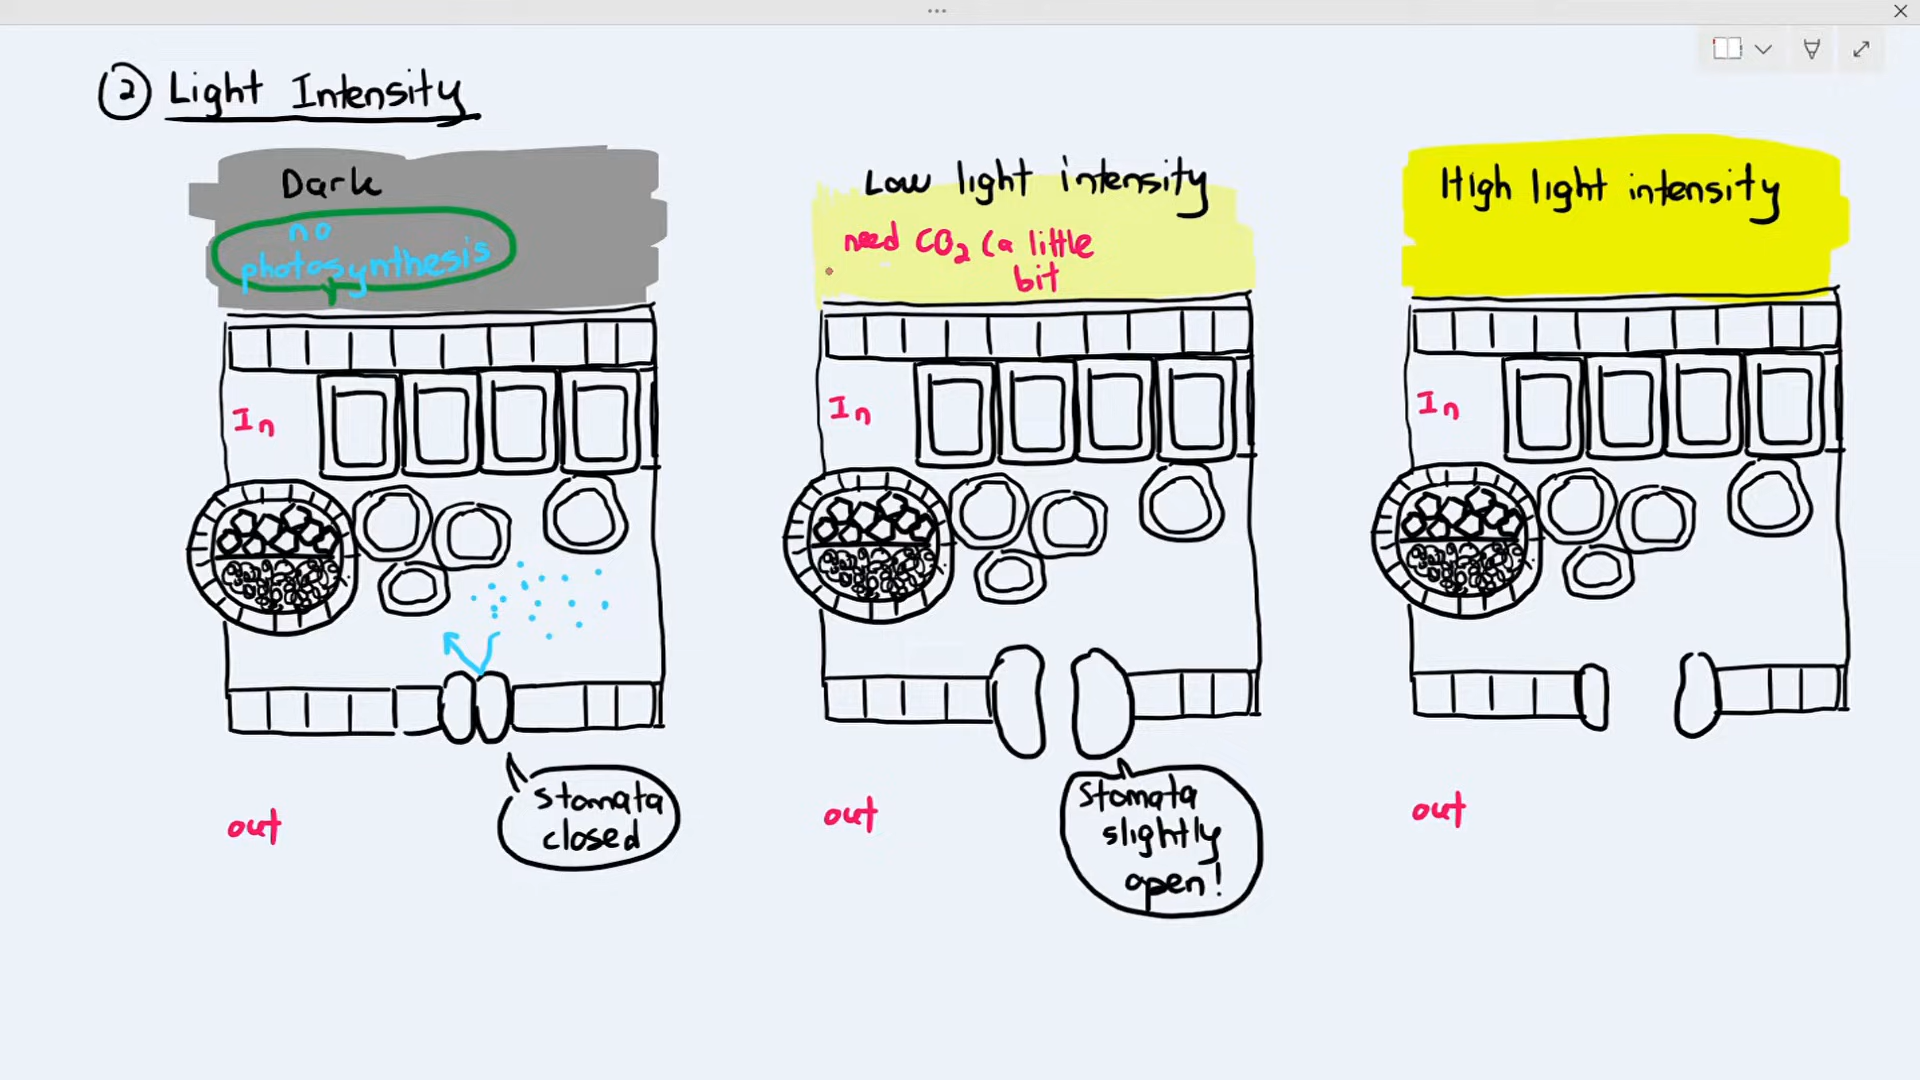 ② Light Intensity
Dark
no
photosynthesis
In
out
Stomata
closed
Low light intensity
need CO₂ (a little
bit
In
out
Stomata
slightly
open!
High light intensity
In
out